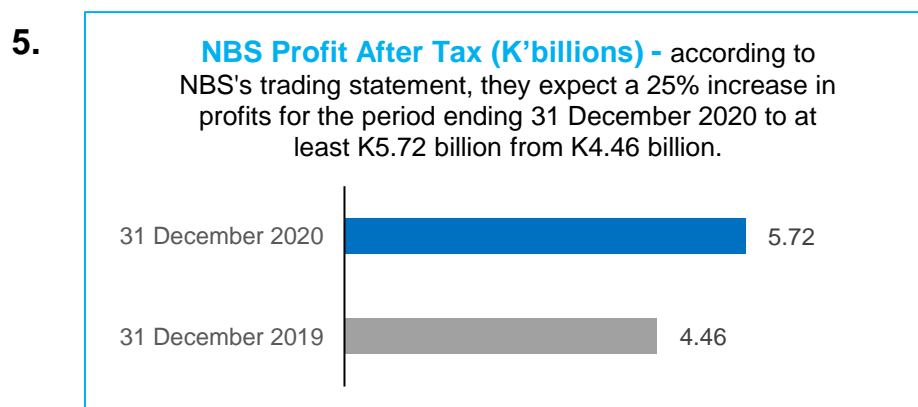 5.
NBS Profit After Tax (K’billions) - according to
NBS's trading statement, they expect a 25% increase in
profits for the period ending 31 December 2020 to at
least K5.72 billion from K4.46 billion.
31 December 2020 5.72
31 December 2019 4.46